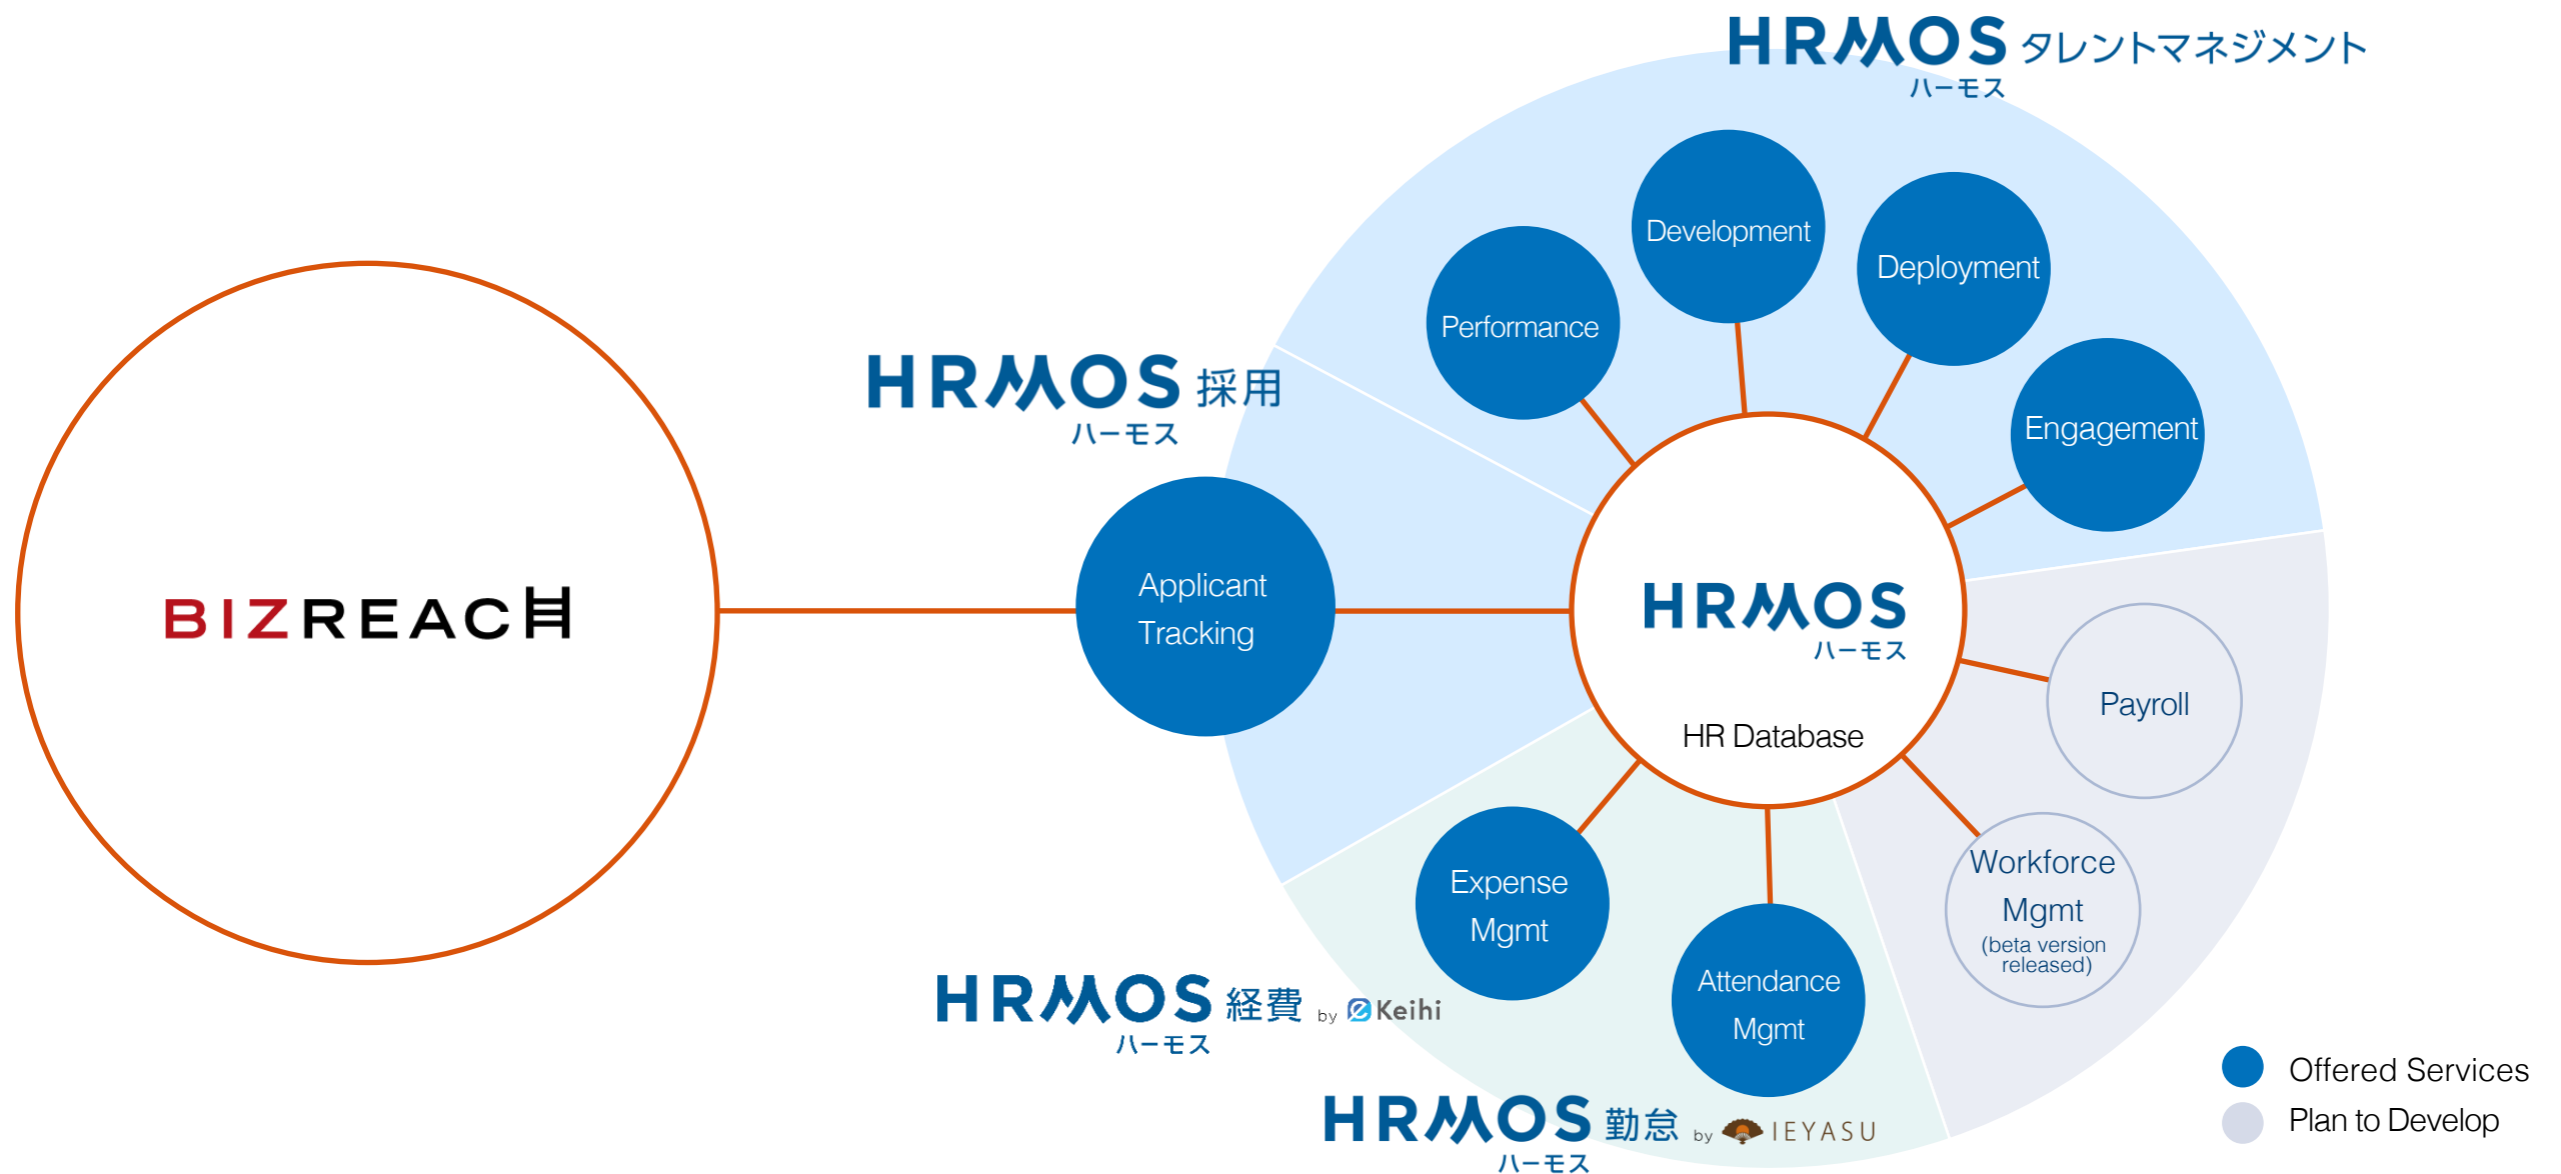 HRMOS タレントマネジメント
ハーモス
Development
Deployment
Performance
Engagement
HRMOS 採用
ハーモス
BIZREACH
Applicant
Tracking
HRMOS
ハーモス
HR Database
Payroll
Workforce
Mgmt
(beta version
released)
Expense
Mgmt
Attendance
Mgmt
HRMOS 経費 by eKeihi
ハーモス
HRMOS 勤怠 by IEYASU
ハーモス
Offered Services
Plan to Develop